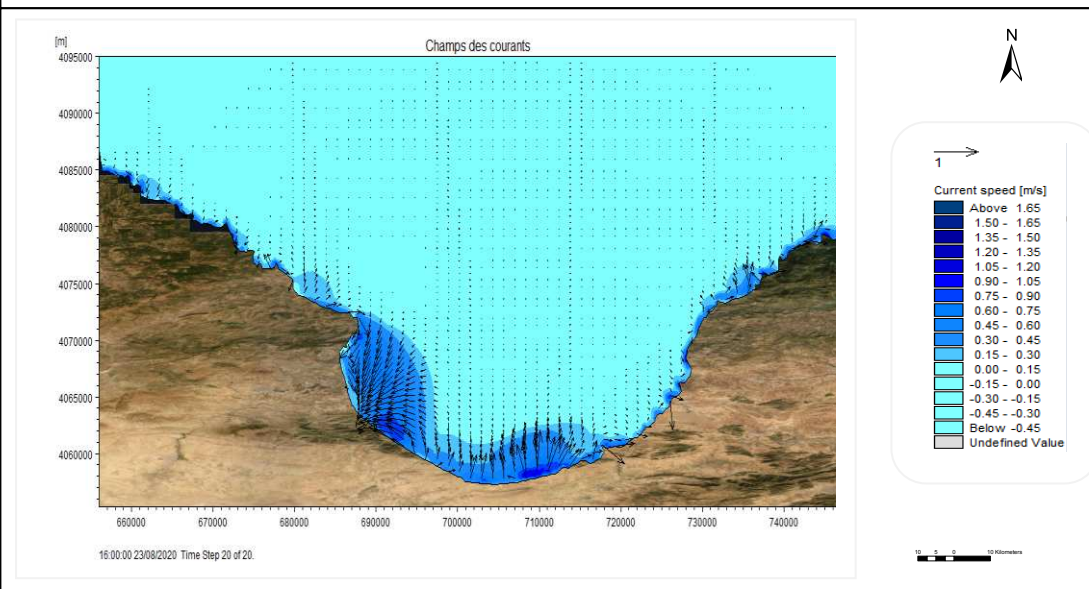 [m]
Champs des courants
4095000
4090000
4085000
4080000
4075000
4070000
4065000
4060000
660000 670000 680000 690000 700000 710000 720000 730000 740000
16:00:00 23/08/2020 Time Step 20 of 20.
N
1
Current speed [m/s]
Above 1.65
1.50 - 1.65
1.35 - 1.50
1.20 - 1.35
1.05 - 1.20
0.90 - 1.05
0.75 - 0.90
0.60 - 0.75
0.45 - 0.60
0.30 - 0.45
0.15 - 0.30
0.00 - 0.15
-0.15 - 0.00
-0.30 - -0.15
-0.45 - -0.30
Below -0.45
Undefined Value
10 5 0 10 Kilometers